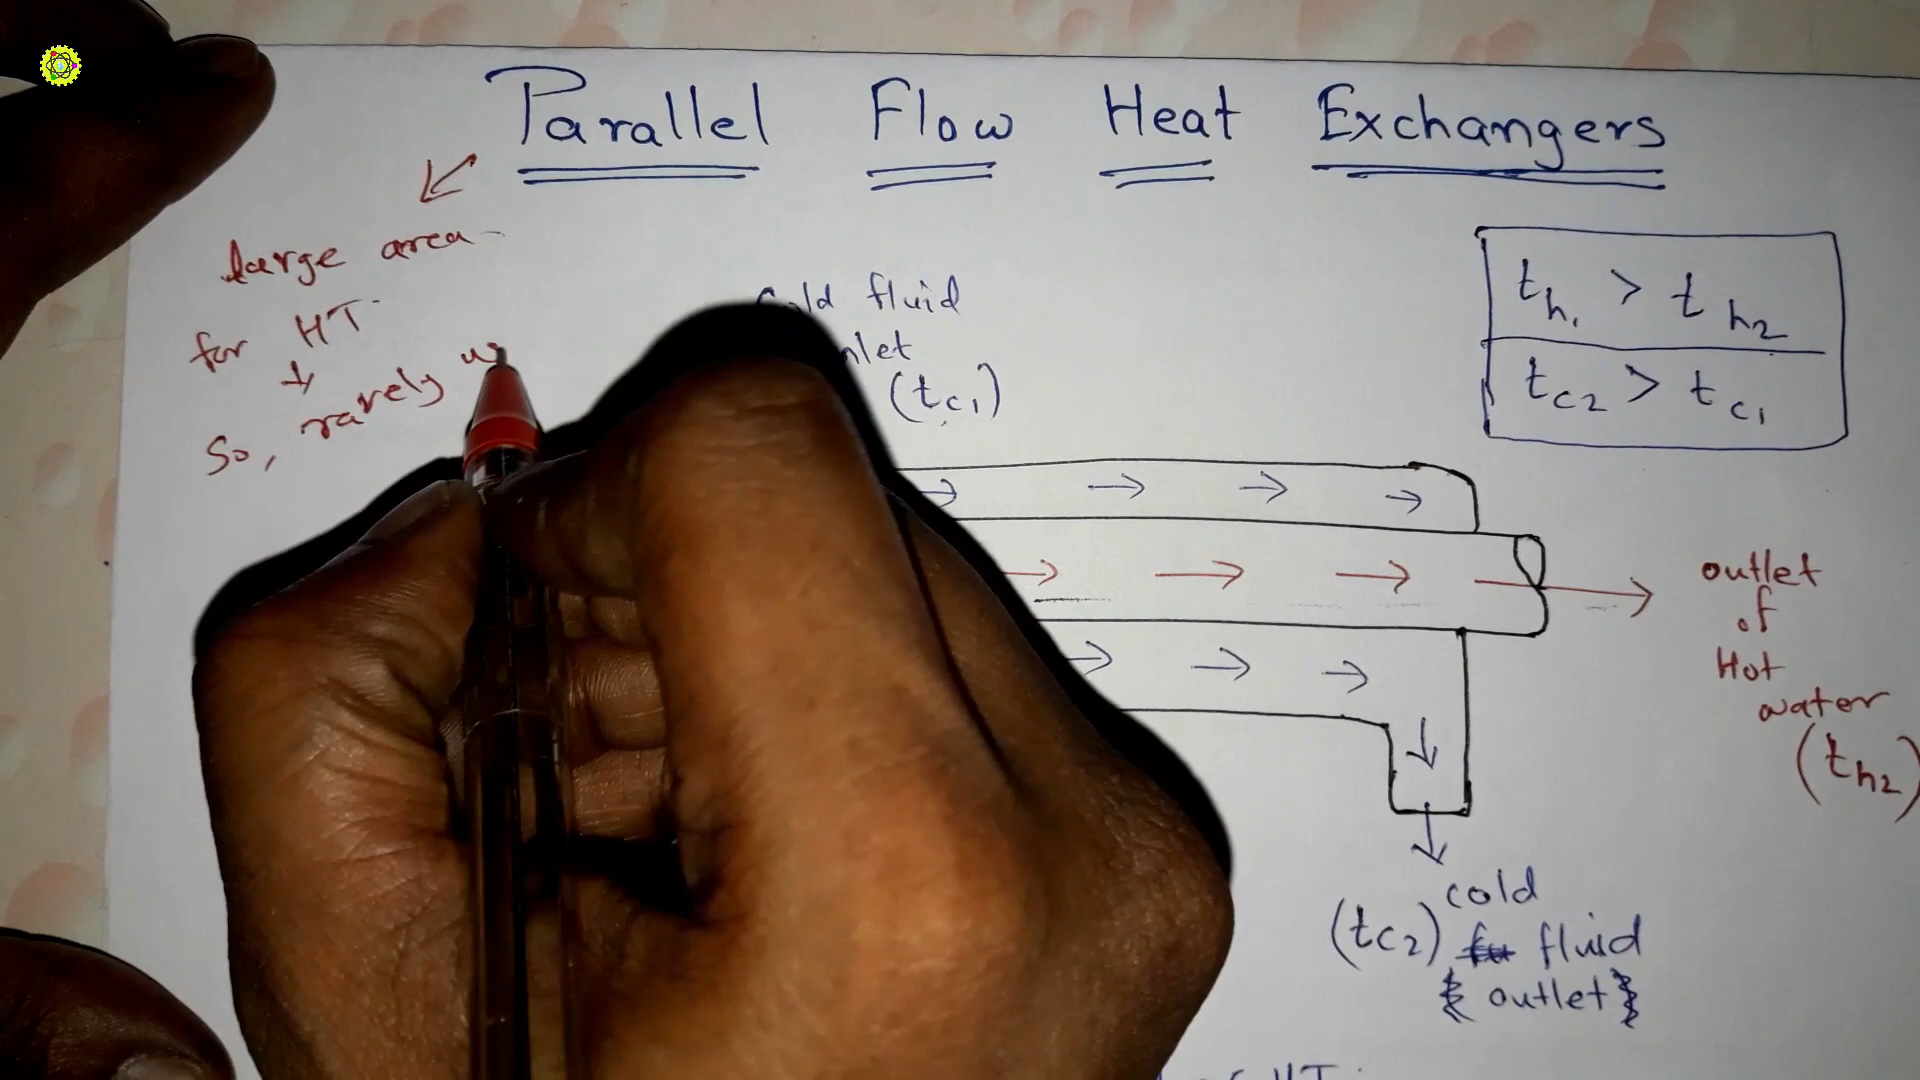 Parallel Flow Heat Exchangers
large area
for HT
So, rarely
fluid
(tc1)
th1 > th2
tc2 > tc1
outlet
of
Hot
water
(th2)
cold
(tc2) fluid
{ outlet }